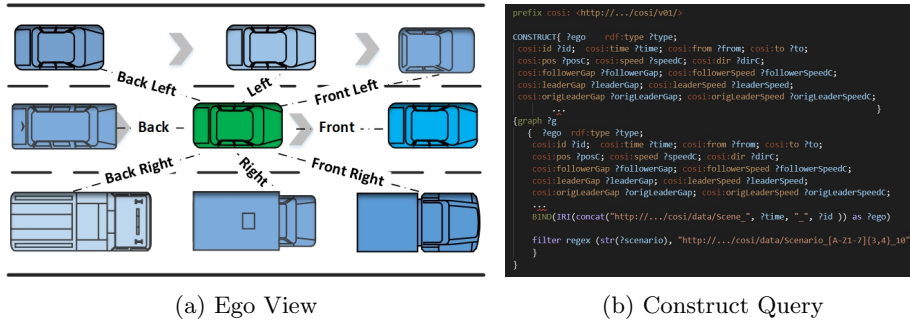 Back Left
Left
Front Left
Back
Front
Back Right
Right
Front Right
(a) Ego View
prefix cosi: <http://.../cosi/v01/>
CONSTRUCT{ ?ego rdf:type ?type;
cosi:id ?id; cosi:time ?time; cosi:from ?from; cosi:to ?to;
cosi:pos ?posC; cosi:speed ?speedC; cosi:dir ?dirC;
cosi:followerGap ?followerGap; cosi:followerSpeed ?followerSpeedC;
cosi:leaderGap ?leaderGap; cosi:leaderSpeed ?leaderSpeed;
cosi:origLeaderGap ?origLeaderGap; cosi:origLeaderSpeed ?origLeaderSpeedC;
... }
{graph ?g
{ ?ego rdf:type ?type;
cosi:id ?id; cosi:time ?time; cosi:from ?from; cosi:to ?to;
cosi:pos ?posC; cosi:speed ?speedC; cosi:dir ?dirC;
cosi:followerGap ?followerGap; cosi:followerSpeed ?followerSpeedC;
cosi:leaderGap ?leaderGap; cosi:leaderSpeed ?leaderSpeed;
cosi:origLeaderGap ?origLeaderGap; cosi:origLeaderSpeed ?origLeaderSpeedC;
...
BIND(IRI(concat("http://.../cosi/data/Scene_", ?time, "_", ?id )) as ?ego)
filter regex (str(?scenario), "http://.../cosi/data/Scenario_[A-Z1-7]{3,4}_10"
}
}
(b) Construct Query